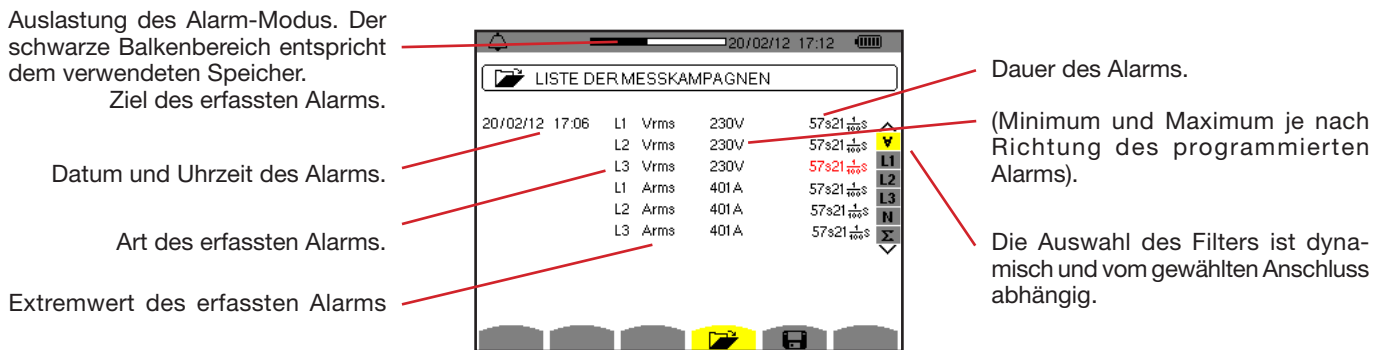 Auslastung des Alarm-Modus. Der
schwarze Balkenbereich entspricht
dem verwendeten Speicher.
Ziel des erfassten Alarms.
Datum und Uhrzeit des Alarms.
Art des erfassten Alarms.
Extremwert des erfassten Alarms
20/02/12 17:12
LISTE DER MESSKAMPAGNEN
20/02/12 17:06 L1 Vrms 230V 57s21 1/100 s
L2 Vrms 230V 57s21 1/100 s
L3 Vrms 230V 57s21 1/100 s
L1 Arms 401A 57s21 1/100 s
L2 Arms 401A 57s21 1/100 s
L3 Arms 401A 57s21 1/100 s
∀
L1
L2
L3
N
Σ
Dauer des Alarms.
(Minimum und Maximum je nach
Richtung des programmierten
Alarms).
Die Auswahl des Filters ist dyna-
misch und vom gewählten Anschluss
abhängig.